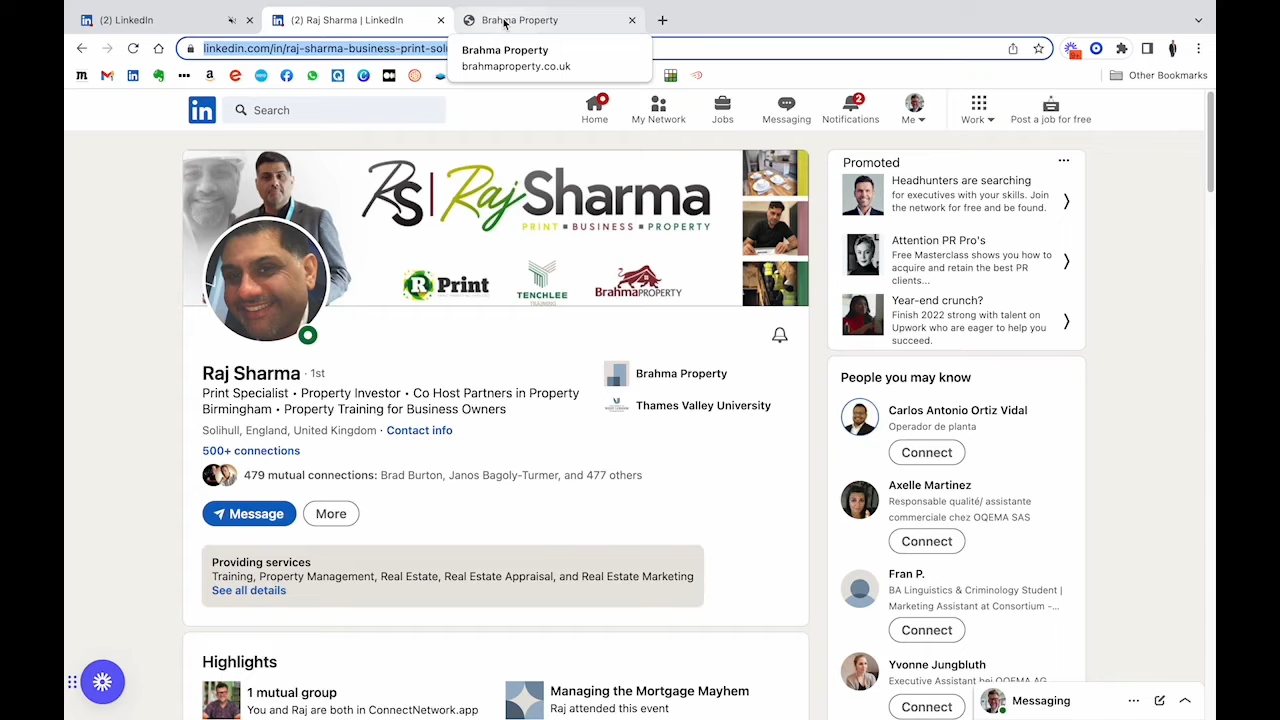 (2) LinkedIn
(2) Raj Sharma | LinkedIn
Brahma Property
linkedin.com/in/raj-sharma-business-print-sol
Brahma Property
brahmaproperty.co.uk
Other Bookmarks
in
Search
Home
My Network
Jobs
Messaging
2
Notifications
Me
Work
Post a job for free
RS | Raj Sharma
PRINT ■ BUSINESS ■ PROPERTY
R Print
TENCHLEE
TRAINING
BRAHMAPROPERTY
Raj Sharma · 1st
Print Specialist • Property Investor • Co Host Partners in Property
Birmingham • Property Training for Business Owners
Solihull, England, United Kingdom · Contact info
500+ connections
479 mutual connections: Brad Burton, Janos Bagoly-Turmer, and 477 others
Brahma Property
Thames Valley University
Message
More
Providing services
Training, Property Management, Real Estate, Real Estate Appraisal, and Real Estate Marketing
See all details
Highlights
1 mutual group
You and Raj are both in ConnectNetwork.app
Managing the Mortgage Mayhem
Raj attended this event
Promoted
Headhunters are searching
for executives with your skills. Join
the network for free and be found.
Attention PR Pro's
Free Masterclass shows you how to
acquire and retain the best PR
clients...
Year-end crunch?
Finish 2022 strong with talent on
Upwork who are eager to help you
succeed.
People you may know
Carlos Antonio Ortiz Vidal
Operador de planta
Connect
Axelle Martinez
Responsable qualité/ assistante
commerciale chez OQEMA SAS
Connect
Fran P.
BA Linguistics & Criminology Student |
Marketing Assistant at Consortium -...
Connect
Yvonne Jungbluth
Executive Assistant bei OQEMA AG
Connect
Messaging